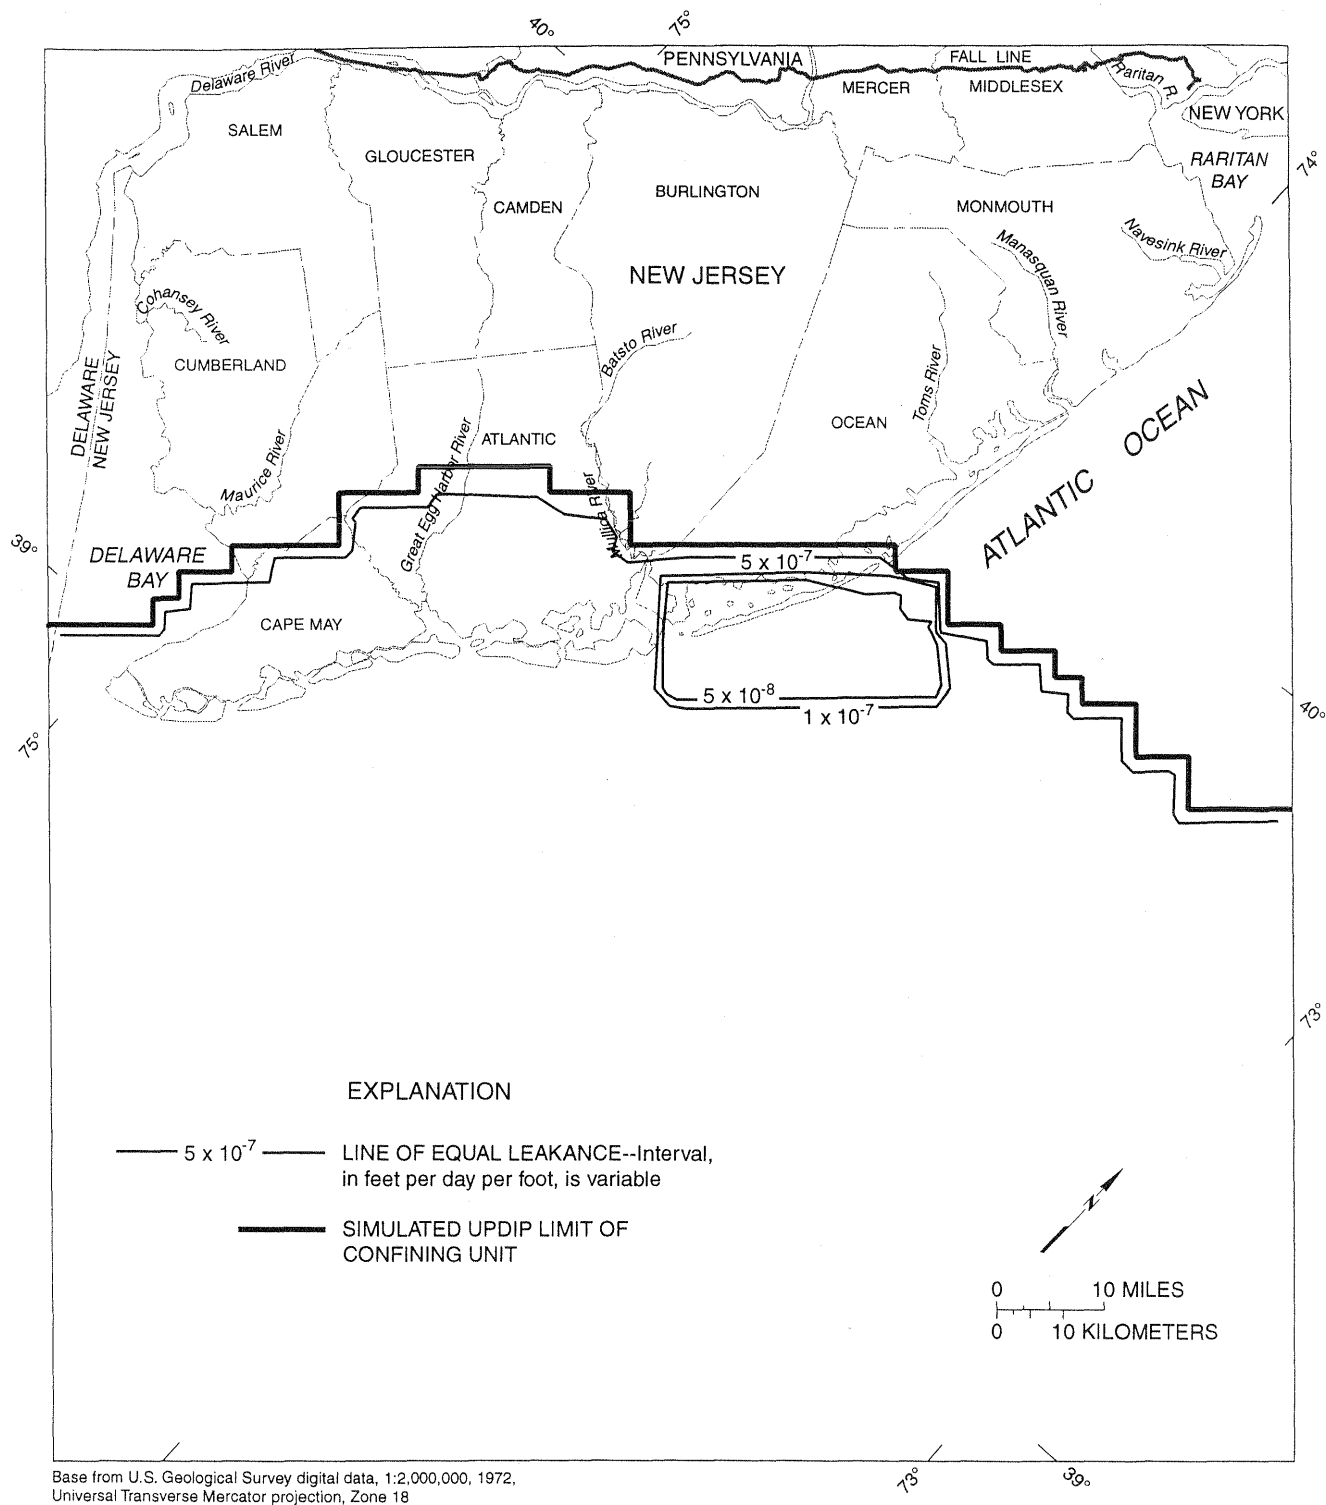 40°
75°
PENNSYLVANIA
FALL LINE
Delaware River
Raritan R.
MERCER
MIDDLESEX
NEW YORK
SALEM
GLOUCESTER
RARITAN
BAY
74°
CAMDEN
BURLINGTON
MONMOUTH
Navesink River
Manasquan River
NEW JERSEY
Cohansey River
Batsto River
CUMBERLAND
DELAWARE
NEW JERSEY
Toms River
OCEAN
ATLANTIC OCEAN
ATLANTIC
Maurice River
Great Egg Harbor River
Mullica River
39°
DELAWARE
BAY
5 x 10⁻⁷
CAPE MAY
5 x 10⁻⁸
1 x 10⁻⁷
40°
75°
73°
EXPLANATION
5 x 10⁻⁷ LINE OF EQUAL LEAKANCE--Interval,
in feet per day per foot, is variable
SIMULATED UPDIP LIMIT OF
CONFINING UNIT
N
0 10 MILES
0 10 KILOMETERS
73°
39°
Base from U.S. Geological Survey digital data, 1:2,000,000, 1972,
Universal Transverse Mercator projection, Zone 18